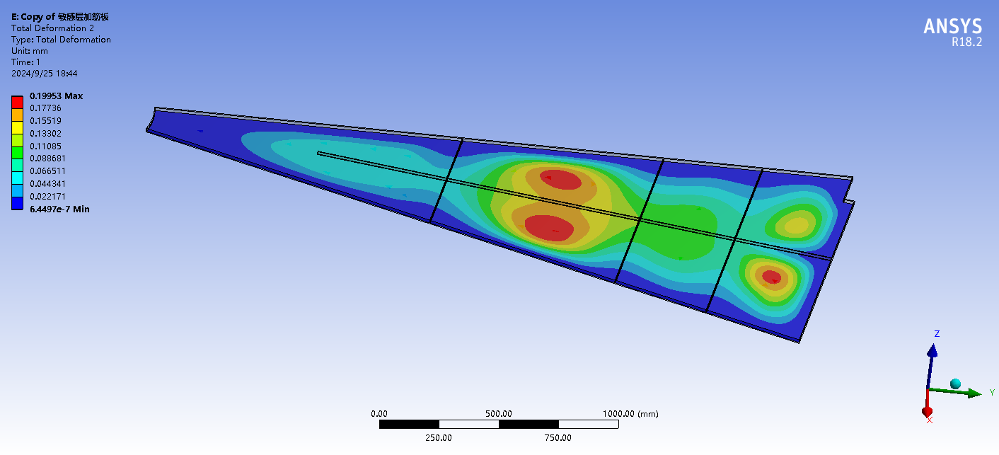 E: Copy of 敏感层加筋板
Total Deformation 2
Type: Total Deformation
Unit: mm
Time: 1
2024/9/25 18:44
ANSYS
R18.2
0.19953 Max
0.17736
0.15519
0.13302
0.11085
0.088681
0.066511
0.044341
0.022171
6.4497e-7 Min
0.00
500.00
1000.00 (mm)
250.00
750.00
Z
Y
X